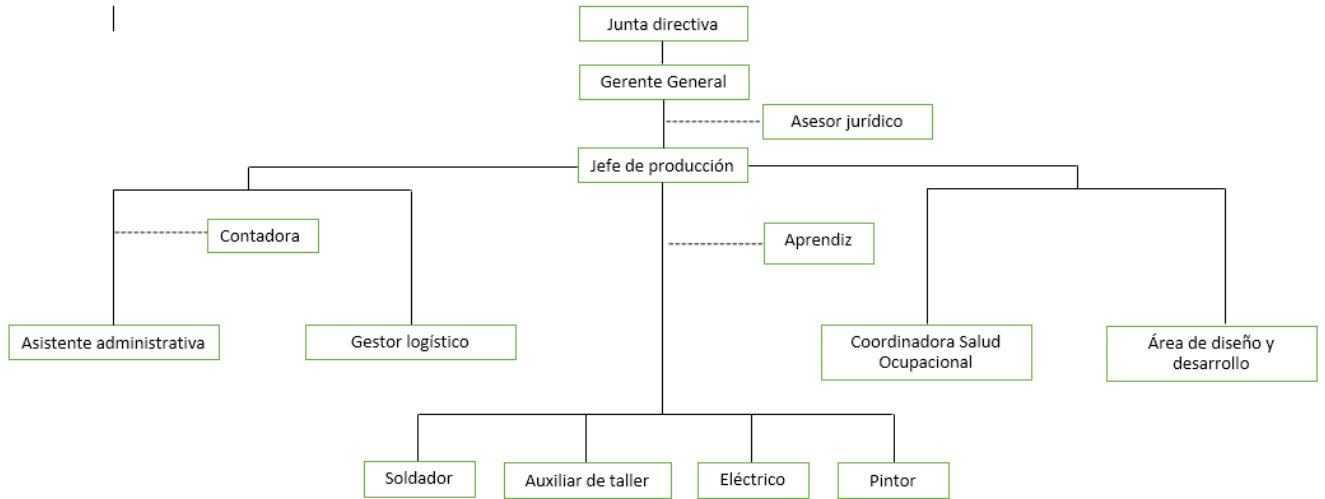 Junta directiva
Gerente General
Asesor jurídico
Jefe de producción
Contadora
Aprendiz
Asistente administrativa
Gestor logístico
Coordinadora Salud
Ocupacional
Área de diseño y
desarrollo
Soldador
Auxiliar de taller
Eléctrico
Pintor